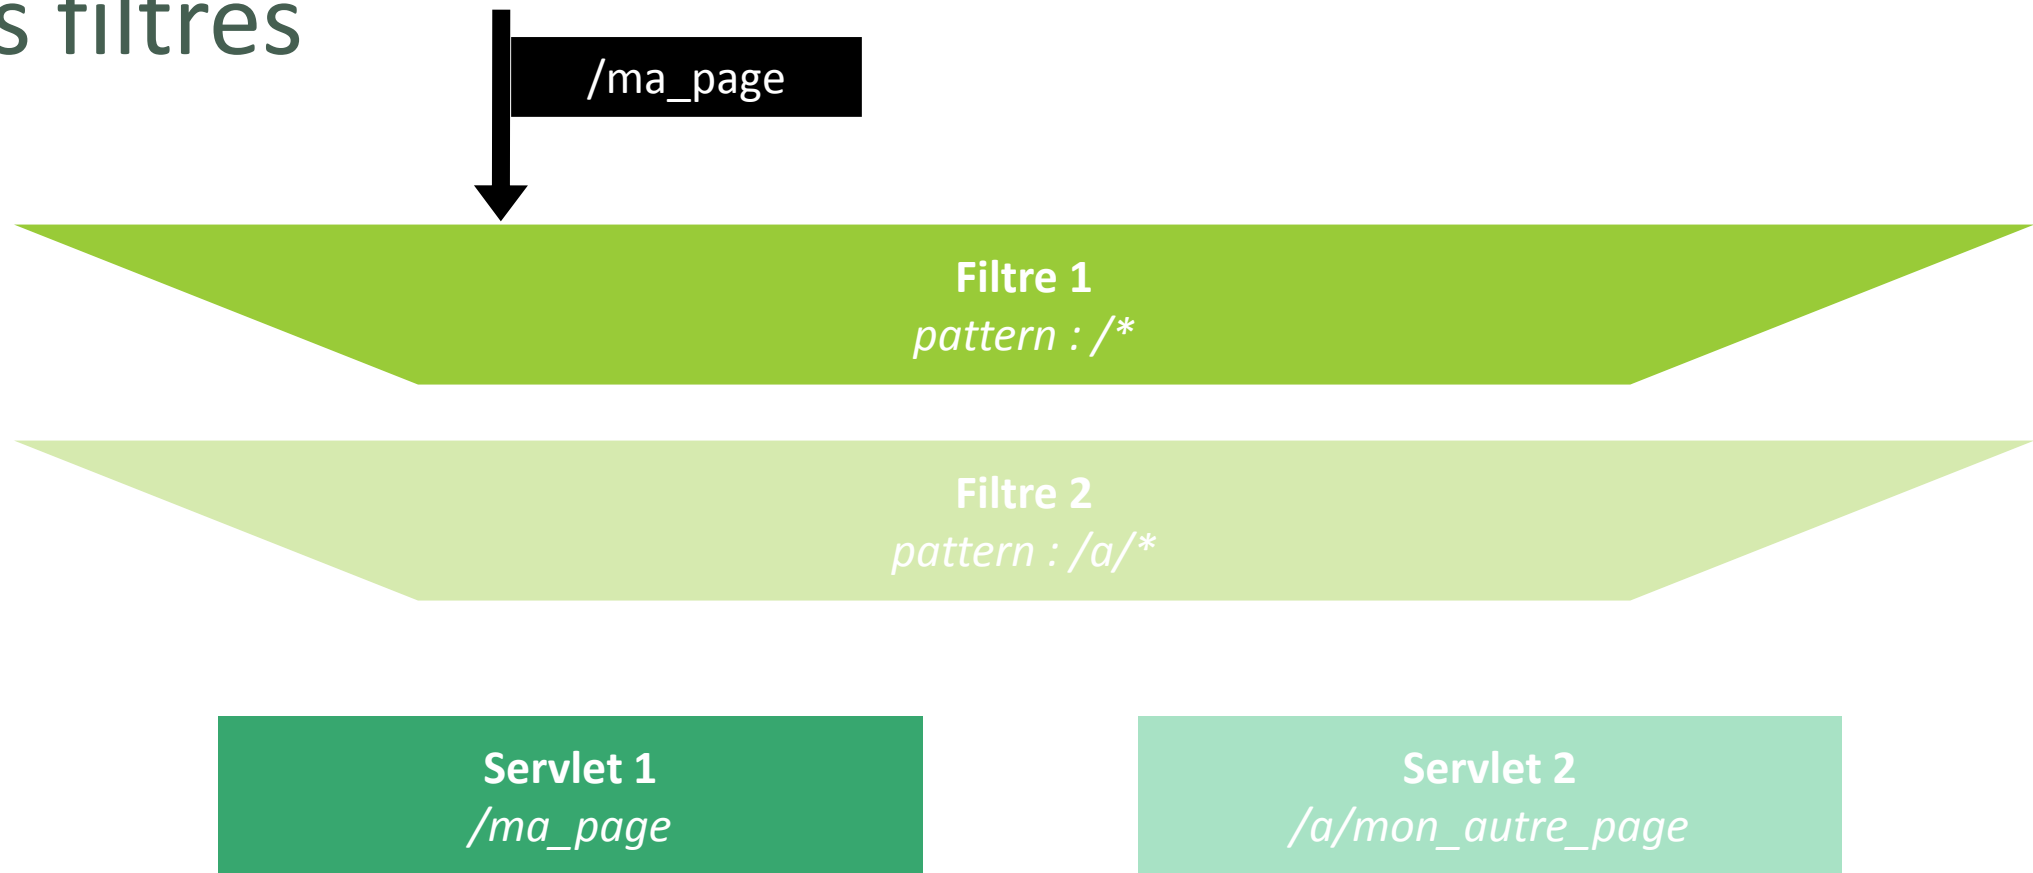 s filtres
/ma_page
Filtre 1
pattern : /*
Filtre 2
pattern : /a/*
Servlet 1
/ma_page
Servlet 2
/a/mon_autre_page